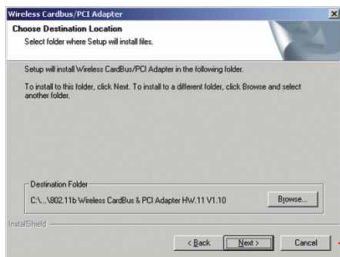 Wireless Cardbus/PCI Adapter
Choose Destination Location
Select folder where Setup will install files.
Setup will install Wireless CardBus/PCI Adapter in the following folder.
To install to this folder, click Next. To install to a different folder, click Browse and select
another folder.
Destination Folder
C:\...\802.11b Wireless CardBus & PCI Adapter HW.11 V1.10
Browse...
InstallShield
< Back
Next >
Cancel